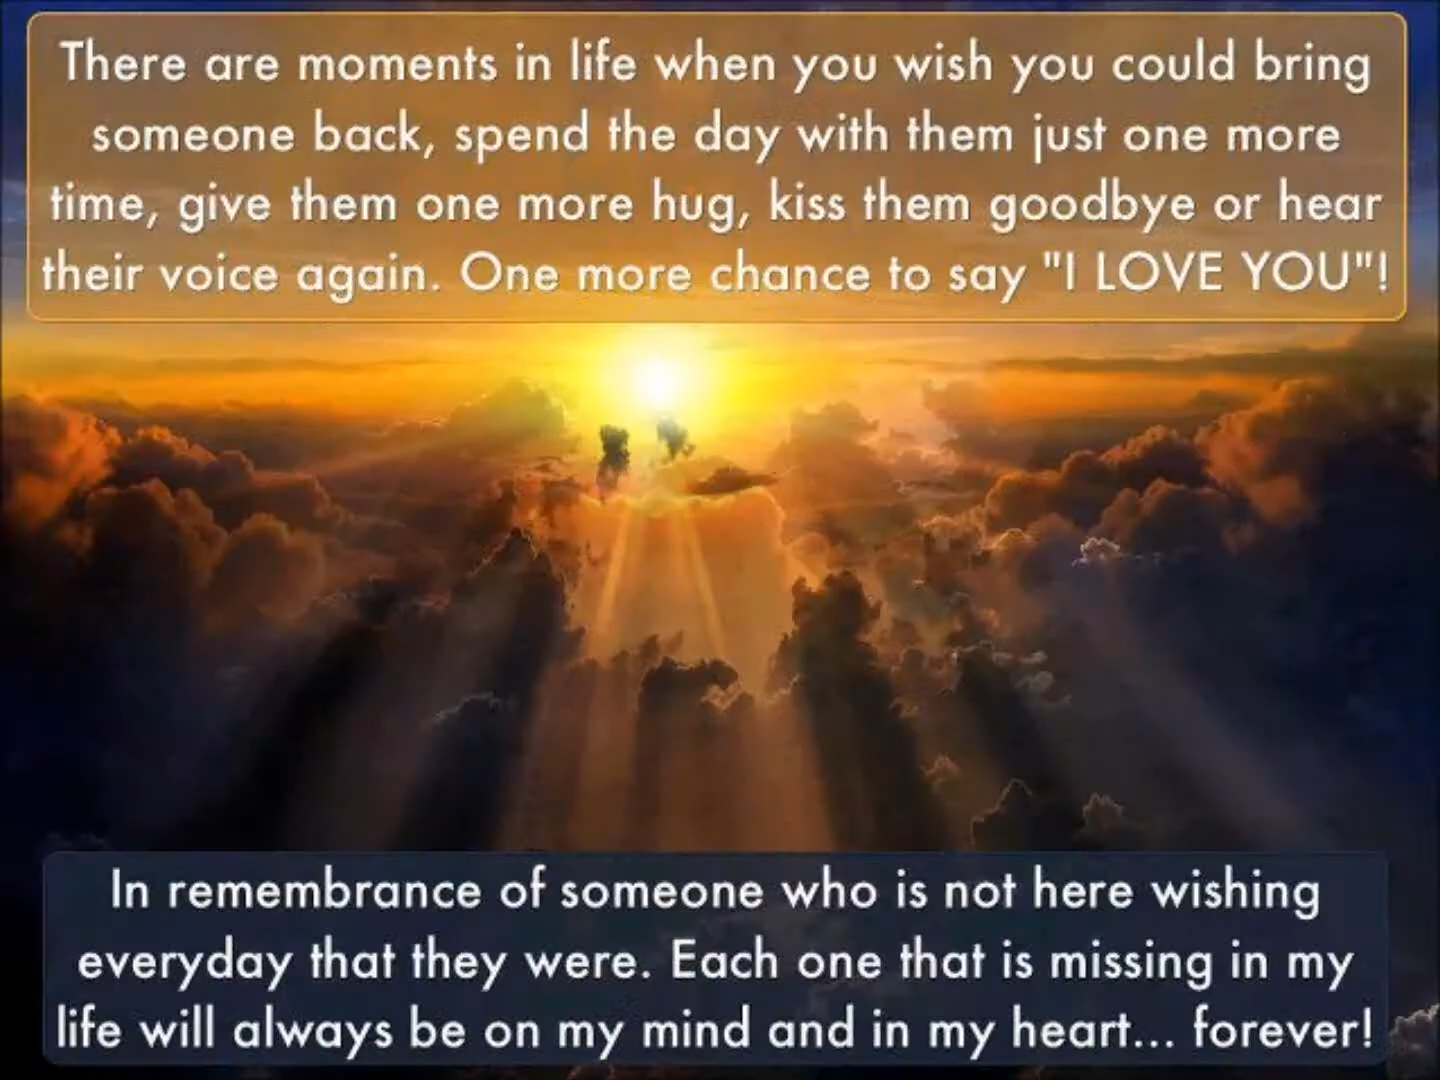 There are moments in life when you wish you could bring
someone back, spend the day with them just one more
time, give them one more hug, kiss them goodbye or hear
their voice again. One more chance to say "I LOVE YOU"!
In remembrance of someone who is not here wishing
everyday that they were. Each one that is missing in my
life will always be on my mind and in my heart... forever!